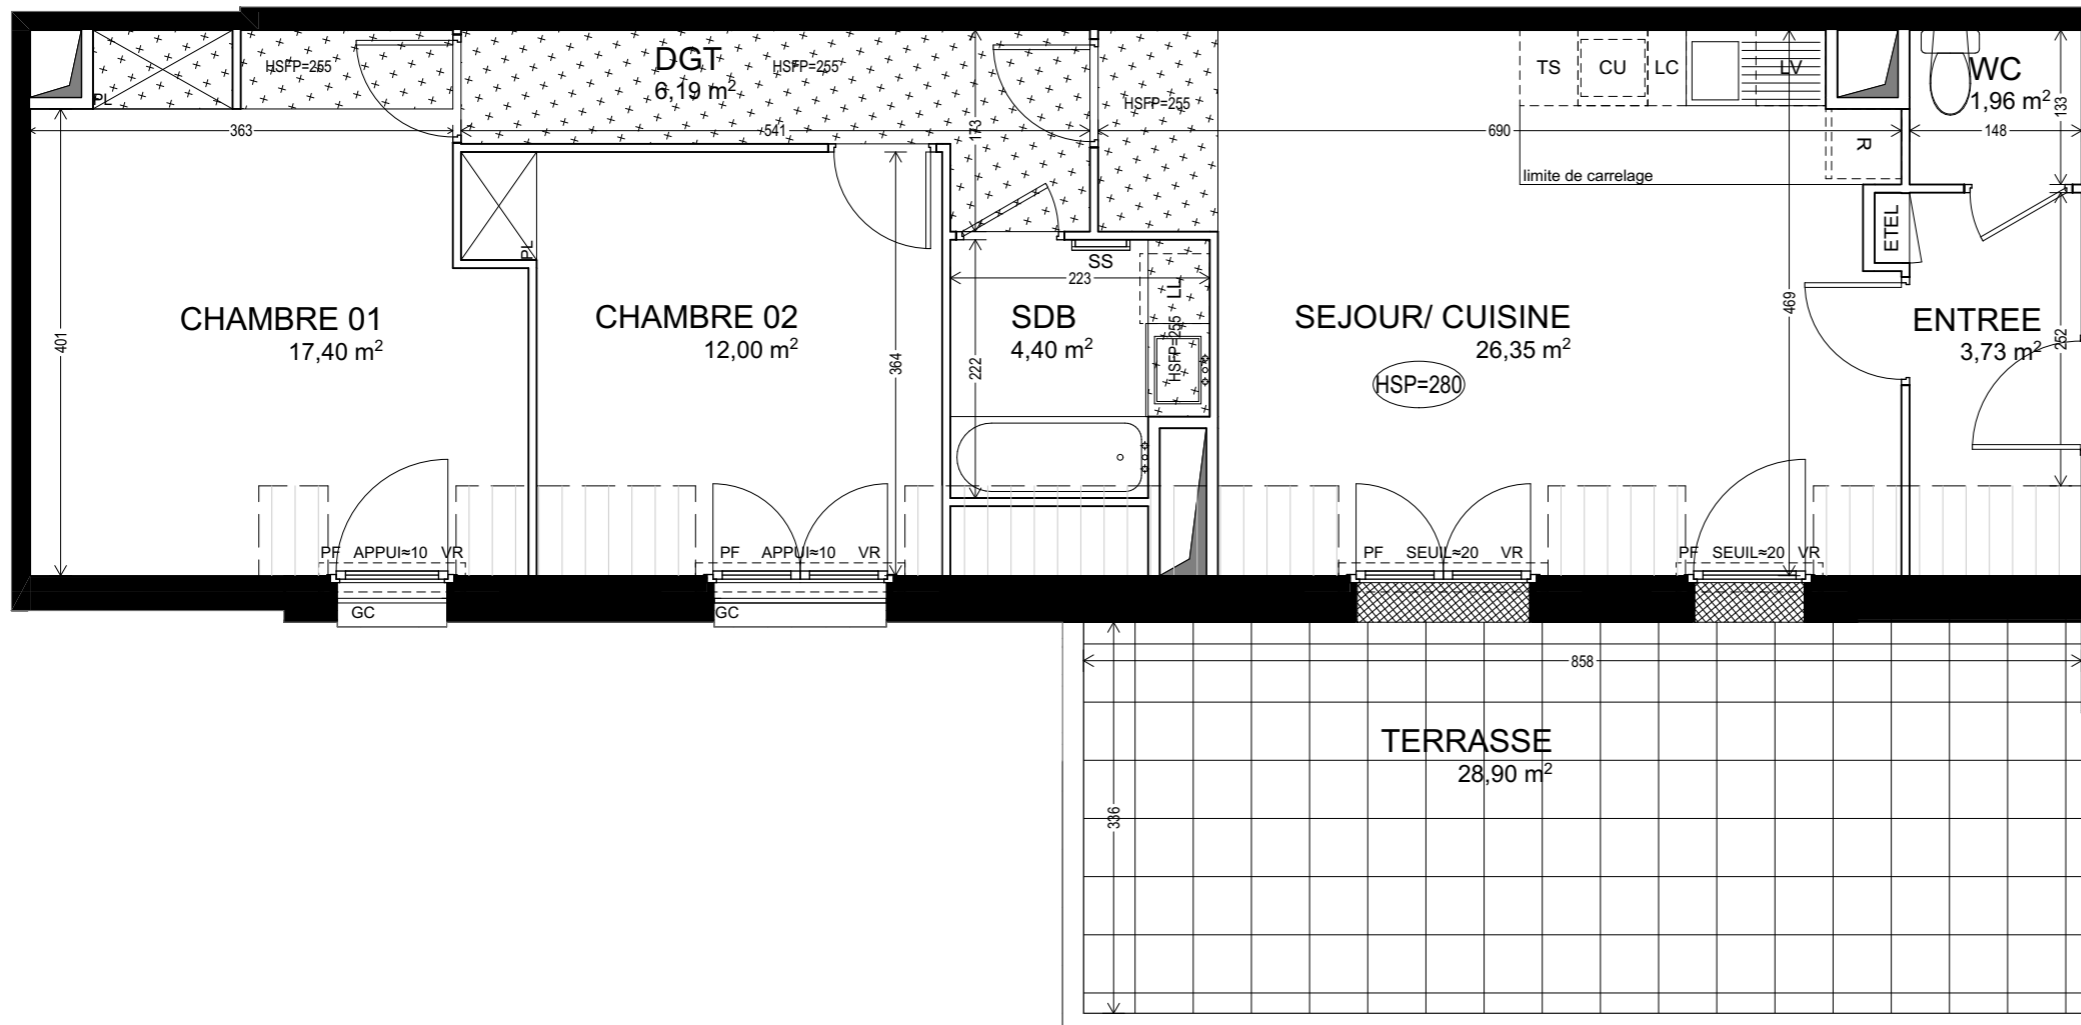 HSFP=255
PL
363
401
CHAMBRE 01
17,40 m²
PF APPUI≈10 VR
GC
DGT
6,19 m²
HSFP=255
541
173
HSFP=255
PL
CHAMBRE 02
12,00 m²
364
PF APPUI≈10 VR
GC
SS
223
LL
SDB
4,40 m²
HSFP=255
222
TS CU LC LV
R
690
limite de carrelage
469
SEJOUR/ CUISINE
26,35 m²
HSP=280
PF SEUIL≈20 VR
PF SEUIL≈20 VR
WC
1,96 m²
133
148
ETEL
ENTREE
3,73 m²
252
858
TERRASSE
28,90 m²
336